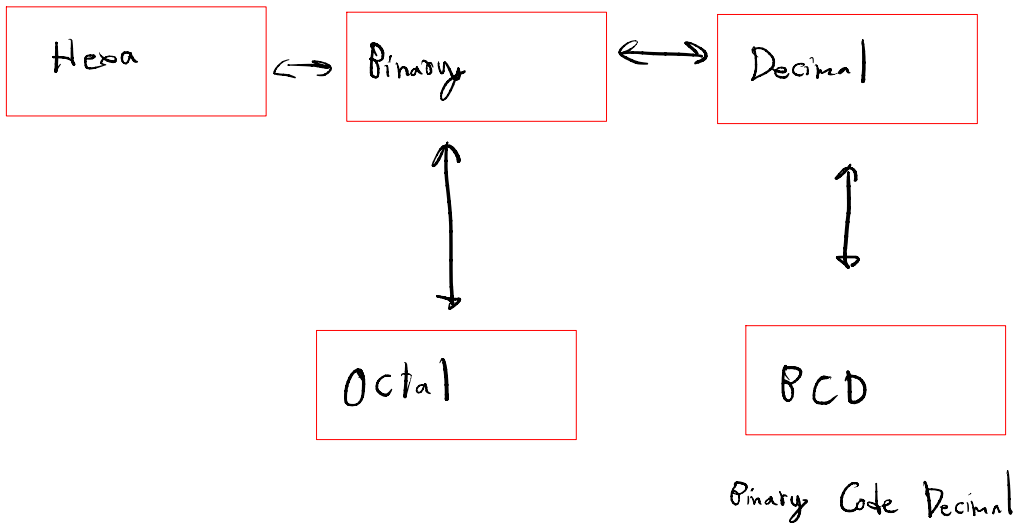 Hexa
Binary
Decimal
Octal
BCD
Binary Code Decimal